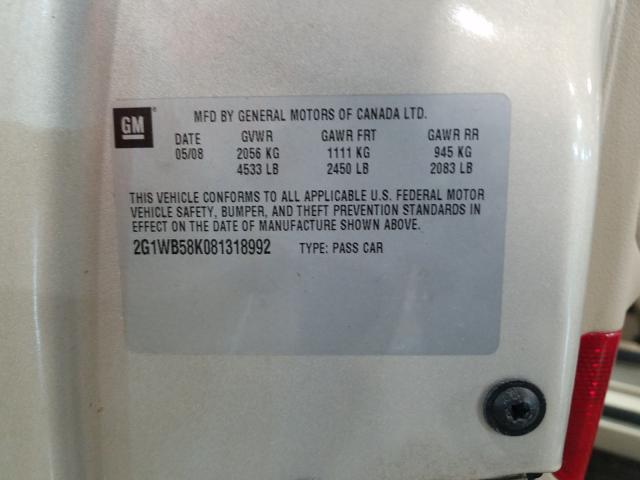 GM
MFD BY GENERAL MOTORS OF CANADA LTD.
DATE GVWR GAWR FRT GAWR RR
05/08 2056 KG 1111 KG 945 KG
4533 LB 2450 LB 2083 LB
THIS VEHICLE CONFORMS TO ALL APPLICABLE U.S. FEDERAL MOTOR
VEHICLE SAFETY, BUMPER, AND THEFT PREVENTION STANDARDS IN
EFFECT ON THE DATE OF MANUFACTURE SHOWN ABOVE.
2G1WB58K081318992 TYPE: PASS CAR